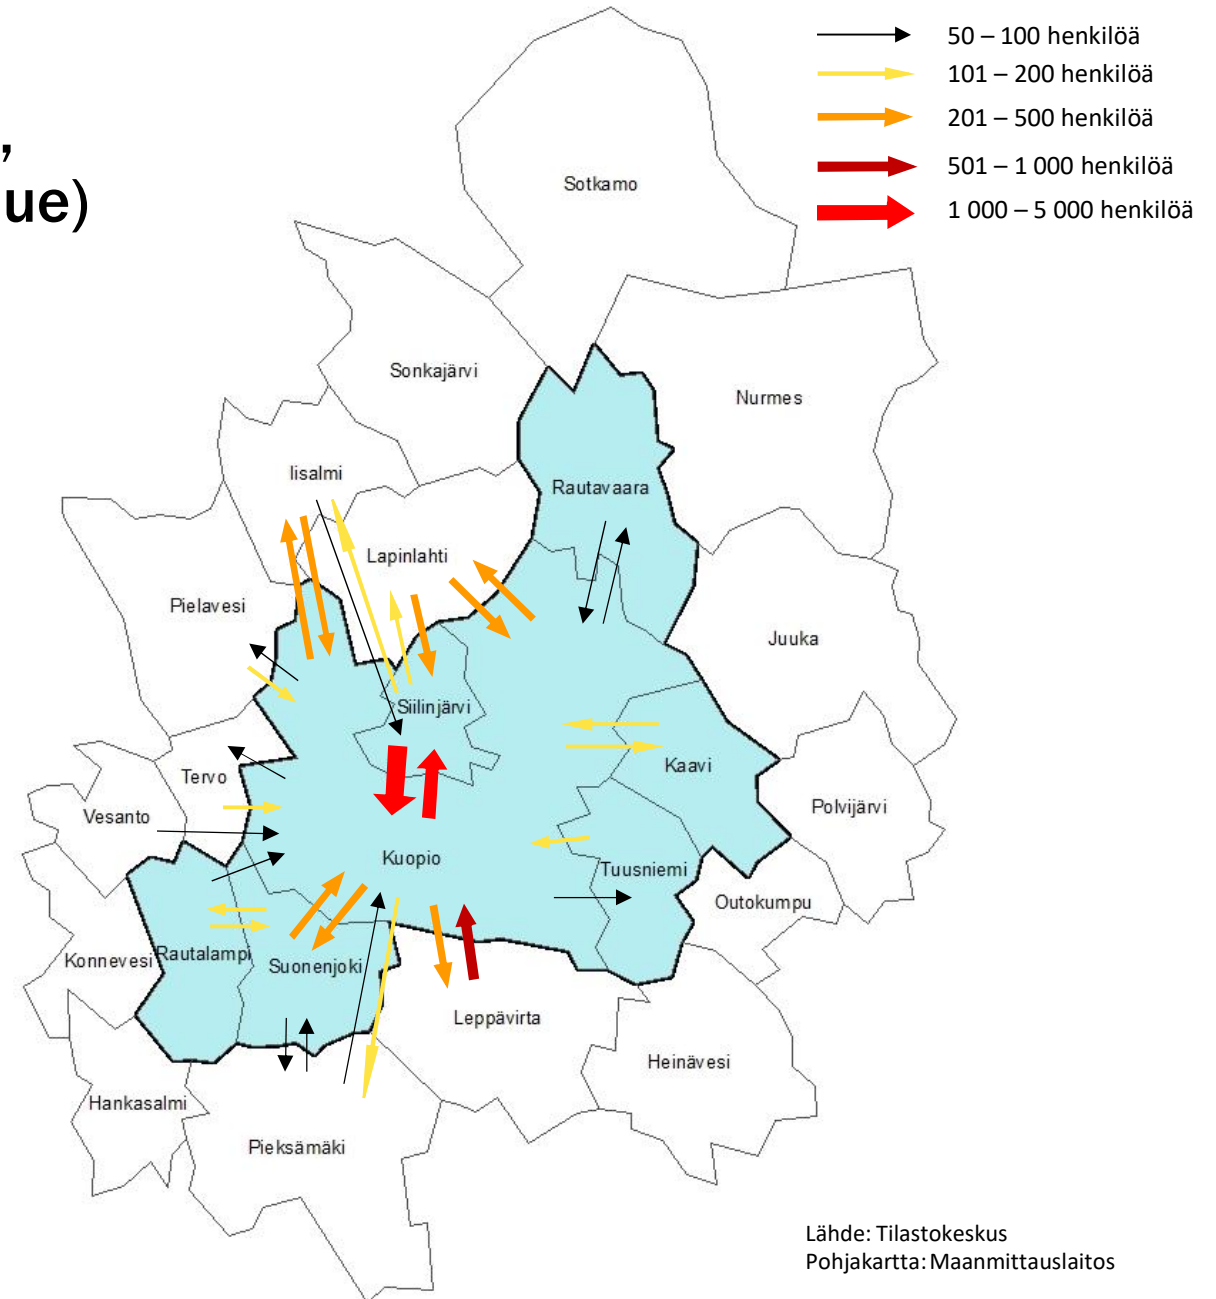 ,
ue)
50 – 100 henkilöä
101 – 200 henkilöä
201 – 500 henkilöä
501 – 1 000 henkilöä
1 000 – 5 000 henkilöä
Sotkamo
Sonkajärvi
Nurmes
Iisalmi
Rautavaara
Lapinlahti
Pielavesi
Juuka
Siilinjärvi
Kaavi
Tervo
Polvijärvi
Vesanto
Kuopio
Tuusniemi
Outokumpu
Konnevesi
Rautalampi
Suonenjoki
Leppävirta
Heinävesi
Hankasalmi
Pieksämäki
Lähde: Tilastokeskus
Pohjakartta: Maanmittauslaitos